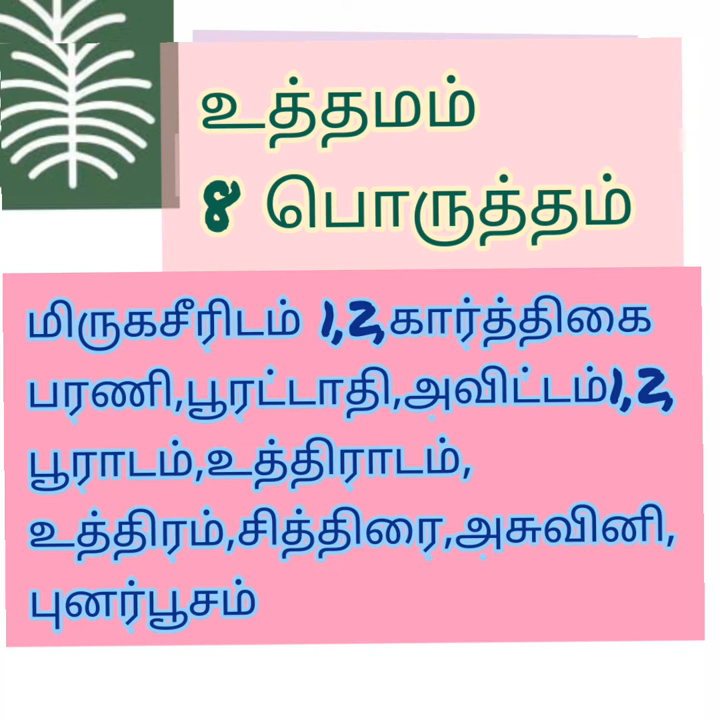 உத்தமம்
8 பொருத்தம்
மிருகசீரிடம் 1,2,கார்த்திகை
பரணி,பூரட்டாதி,அவிட்டம்1,2,
பூராடம்,உத்திராடம்,
உத்திரம்,சித்திரை,அசுவினி,
புனர்பூசம்